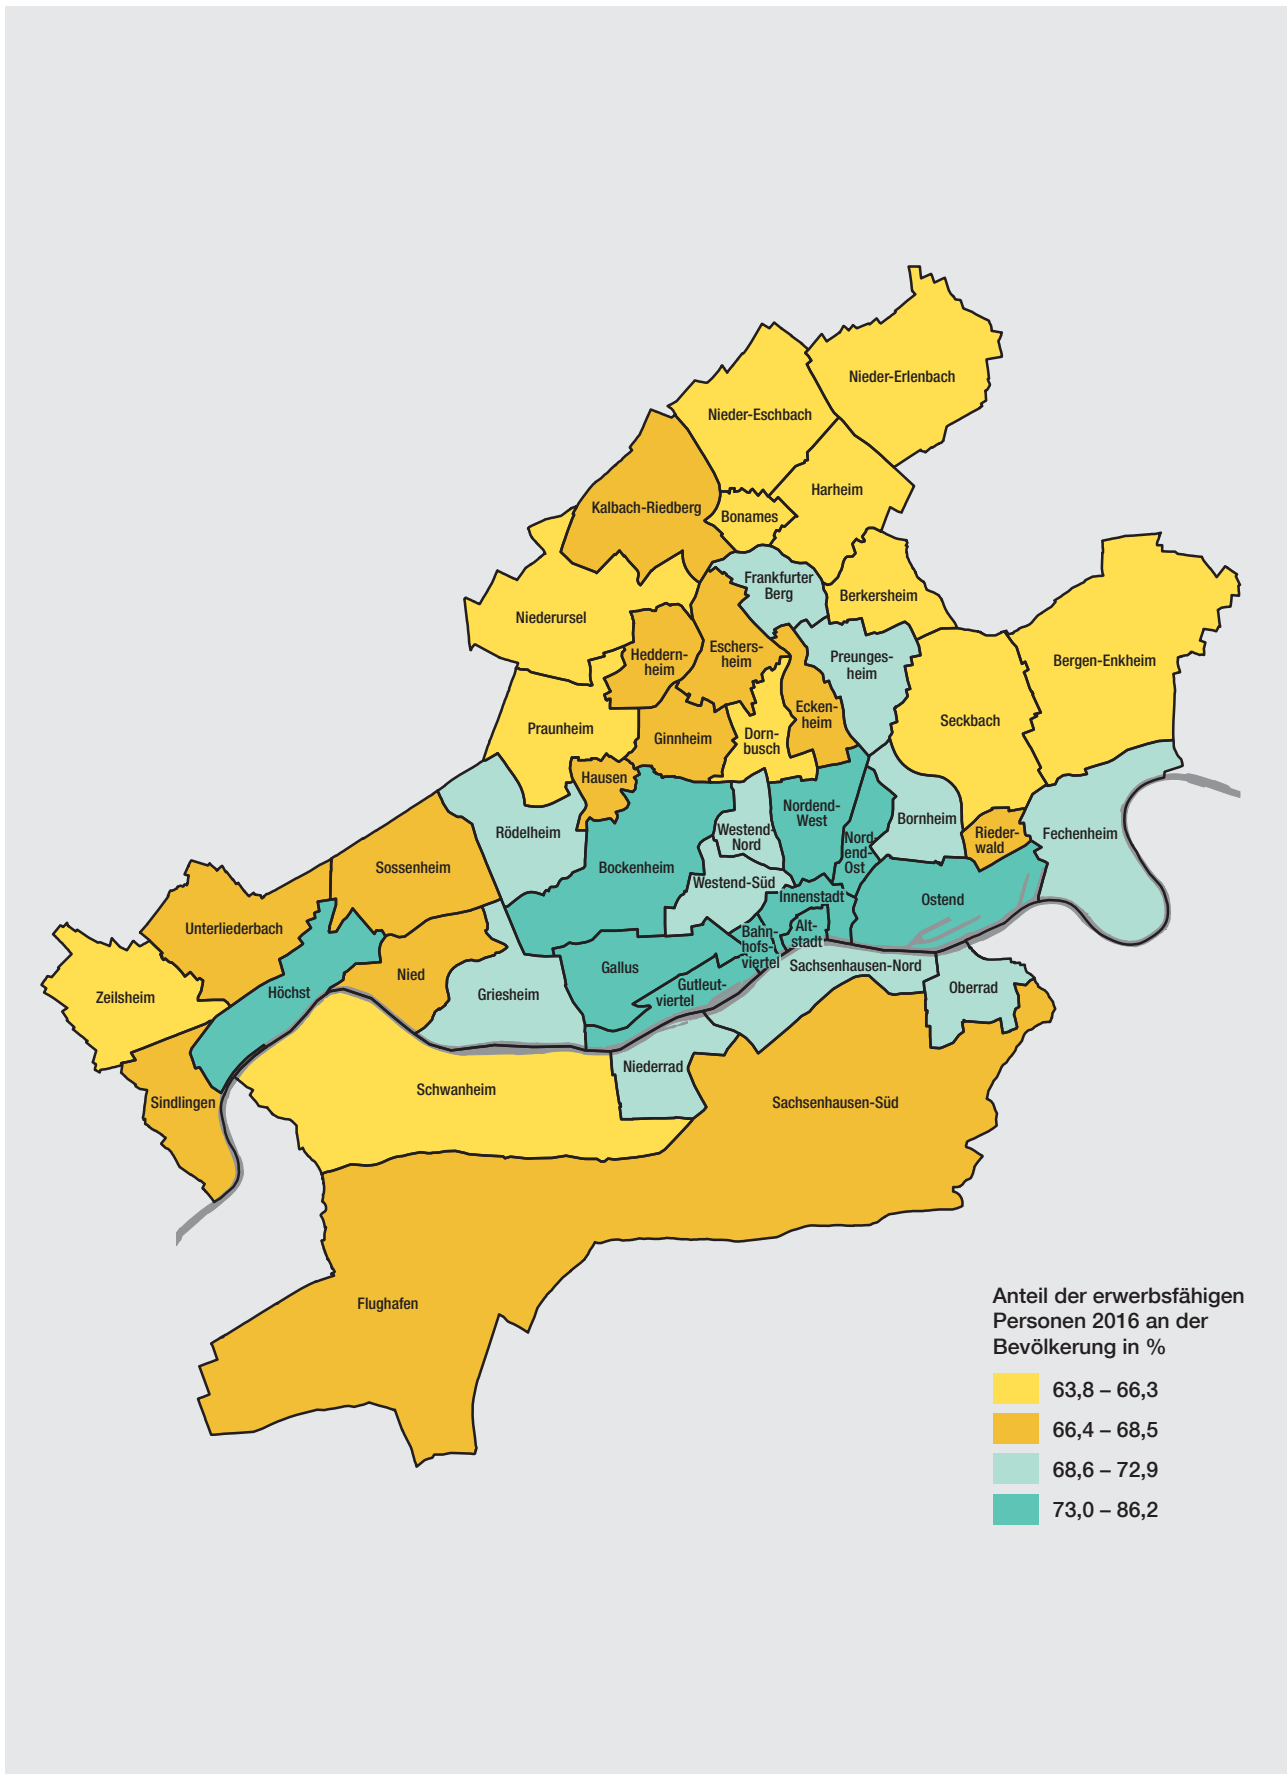 Nieder-Erlenbach
Nieder-Eschbach
Harheim
Kalbach-Riedberg
Bonames
Frankfurter
Berg
Berkersheim
Niederursel
Heddern-
heim
Eschers-
heim
Preunges-
heim
Bergen-Enkheim
Praunheim
Ginnheim
Dorn-
busch
Ecken-
heim
Seckbach
Hausen
Rödelheim
Nordend-
West
Westend-
Nord
Nord-
end-
Ost
Bornheim
Rieder-
wald
Fechenheim
Sossenheim
Bockenheim
Westend-Süd
Innenstadt
Ostend
Unterliederbach
Bahn-
hofs-
viertel
Alt-
stadt
Zeilsheim
Höchst
Nied
Griesheim
Gallus
Gutleut-
viertel
Sachsenhausen-Nord
Oberrad
Sindlingen
Schwanheim
Niederrad
Sachsenhausen-Süd
Flughafen
Anteil der erwerbsfähigen
Personen 2016 an der
Bevölkerung in %
63,8 – 66,3
66,4 – 68,5
68,6 – 72,9
73,0 – 86,2